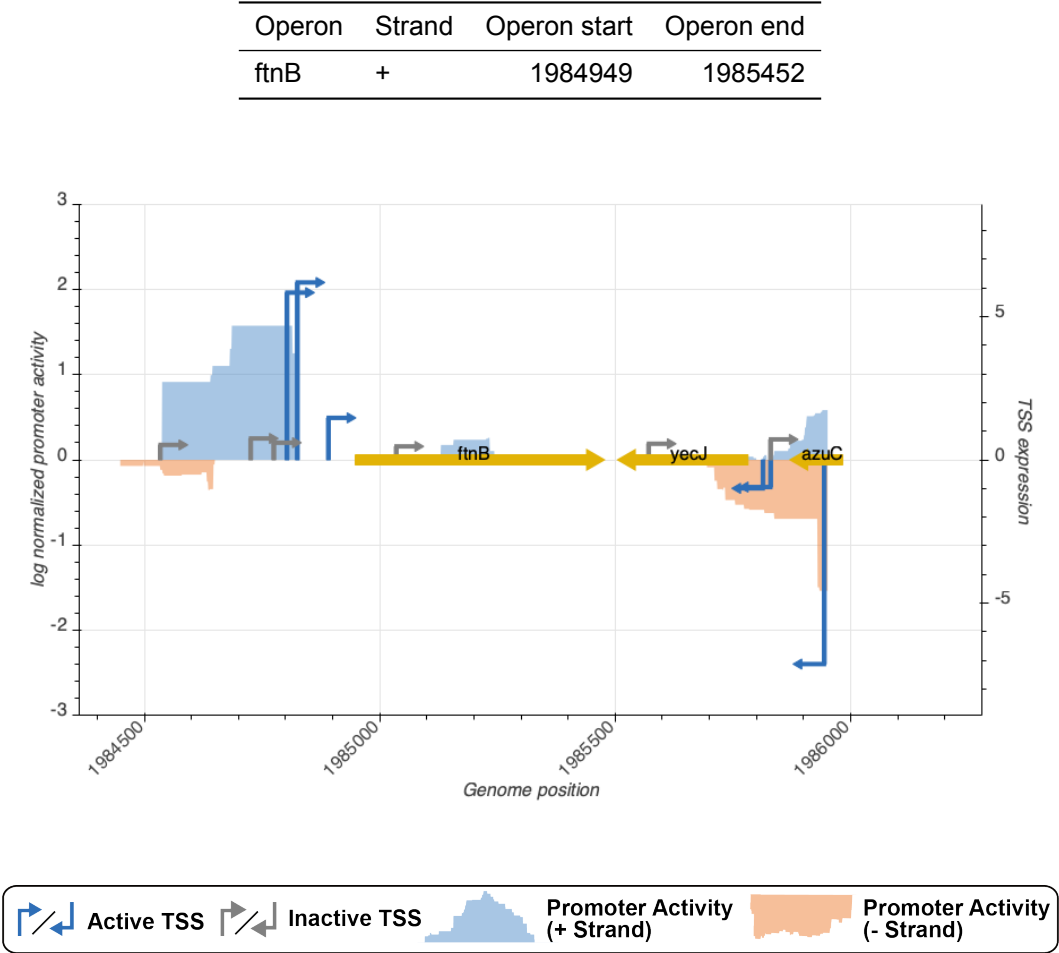 Operon Strand Operon start Operon end
ftnB + 1984949 1985452
3
2
1
0
-1
-2
-3
log normalized promoter activity
5
0
-5
TSS expression
ftnB
yecJ
azuC
1984500
1985000
1985500
1986000
Genome position
Active TSS
Inactive TSS
Promoter Activity
(+ Strand)
Promoter Activity
(- Strand)